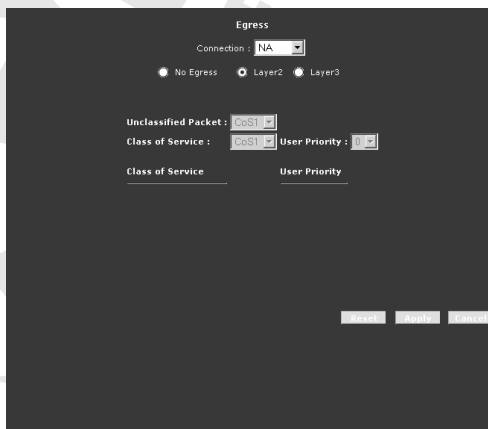 Egress
Connection : NA
No Egress Layer2 Layer3
Unclassified Packet : CoS1
Class of Service : CoS1 User Priority : 0
Class of Service User Priority
Reset Apply Cancel